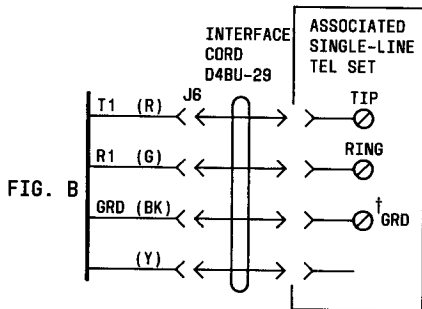 INTERFACE
CORD
D4BU-29
ASSOCIATED
SINGLE-LINE
TEL SET
J6
T1 (R)
TIP
R1 (G)
RING
FIG. B
GRD (BK)
†
GRD
(Y)